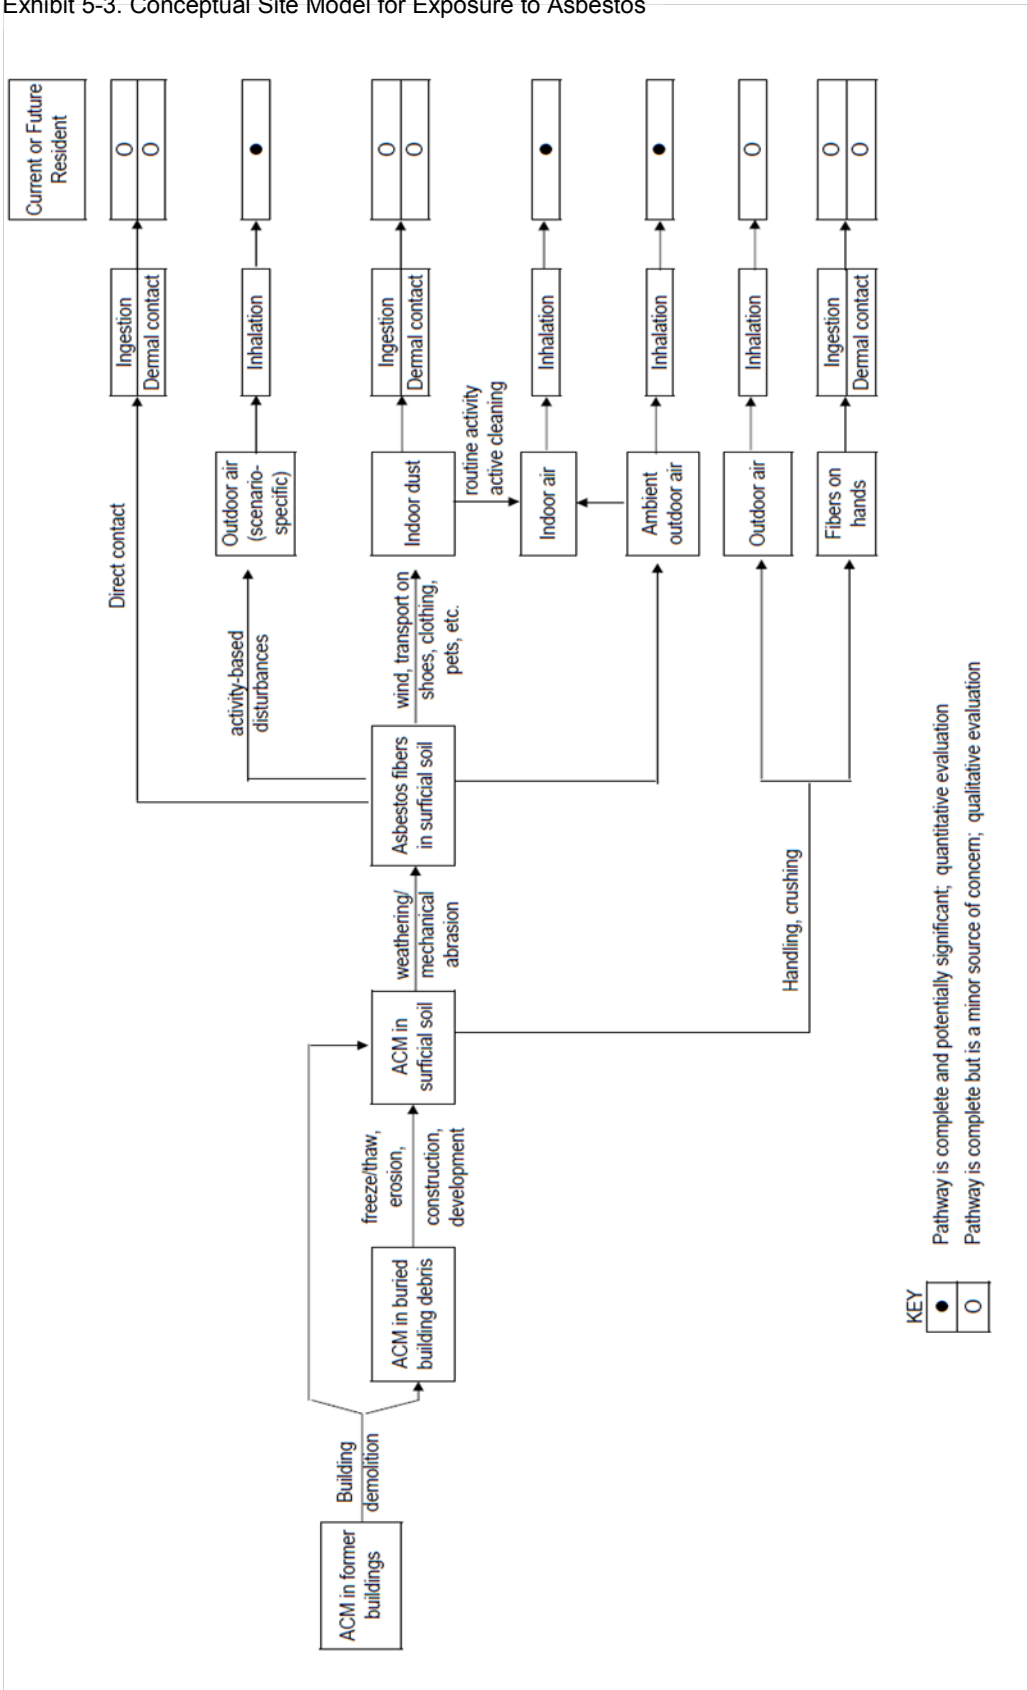 Exhibit 5-3. Conceptual Site Model for Exposure to Asbestos
Current or Future
Resident
ACM in former
buildings
Building
demolition
ACM in buried
building debris
freeze/thaw,
erosion,
construction,
development
ACM in
surficial soil
weathering/
mechanical
abrasion
Asbestos fibers
in surficial soil
Direct contact
Ingestion
Dermal contact
O
O
activity-based
disturbances
Outdoor air
(scenario-
specific)
Inhalation
●
wind, transport on
shoes, clothing,
pets, etc.
Indoor dust
Ingestion
Dermal contact
O
O
routine activity
active cleaning
Indoor air
Inhalation
●
Ambient
outdoor air
Inhalation
●
Handling, crushing
Outdoor air
Inhalation
O
Fibers on
hands
Ingestion
Dermal contact
O
O
KEY
● Pathway is complete and potentially significant; quantitative evaluation
O Pathway is complete but is a minor source of concern; qualitative evaluation